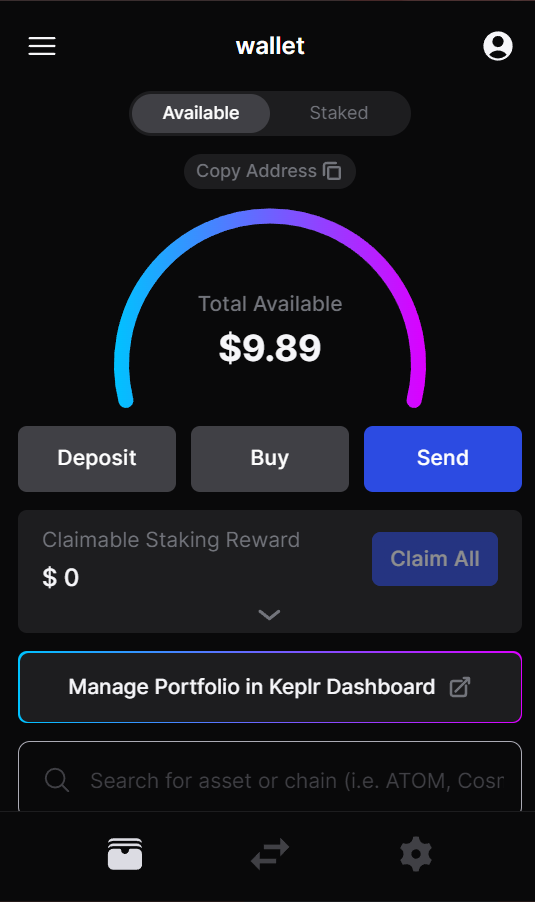 wallet
Available Staked
Copy Address
Total Available
$9.89
Deposit Buy Send
Claimable Staking Reward
$ 0
Claim All
Manage Portfolio in Keplr Dashboard
Search for asset or chain (i.e. ATOM, Cosm